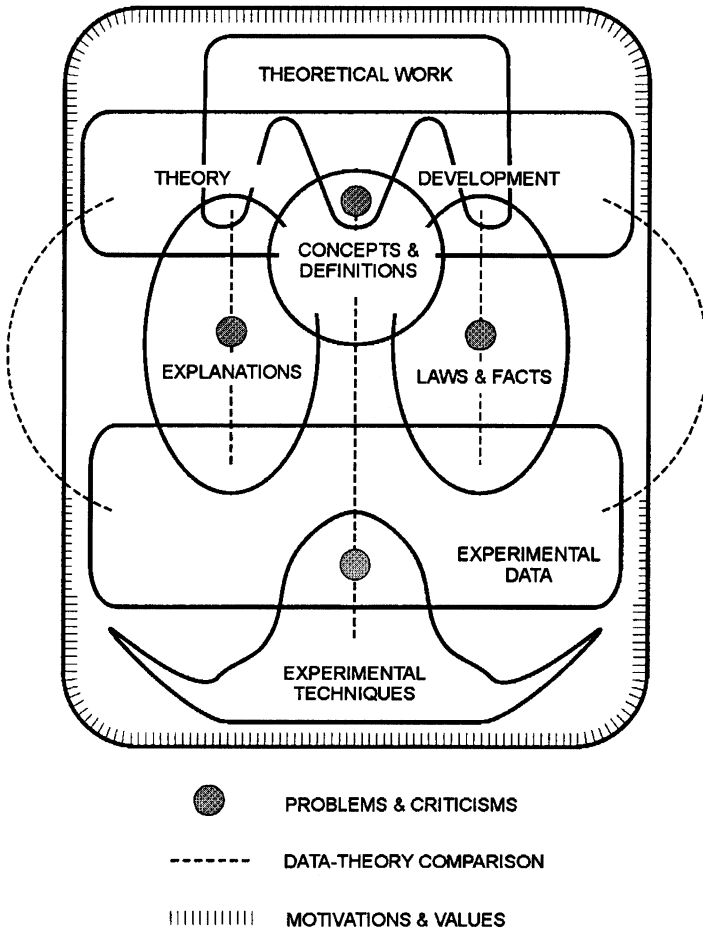 THEORETICAL WORK
THEORY
DEVELOPMENT
CONCEPTS &
DEFINITIONS
EXPLANATIONS
LAWS & FACTS
EXPERIMENTAL
DATA
EXPERIMENTAL
TECHNIQUES
PROBLEMS & CRITICISMS
DATA-THEORY COMPARISON
MOTIVATIONS & VALUES